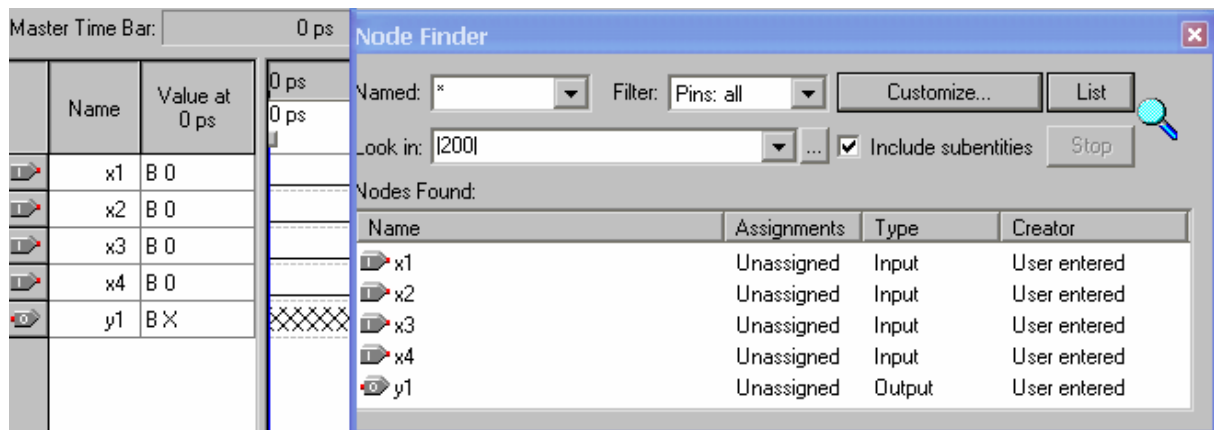 Master Time Bar: 0 ps
Name Value at 0 ps
0 ps
0 ps
x1 B 0
x2 B 0
x3 B 0
x4 B 0
y1 B X
Node Finder
Named: * Filter: Pins: all Customize... List
Look in: |200| ... Include subentities Stop
Nodes Found:
Name Assignments Type Creator
x1 Unassigned Input User entered
x2 Unassigned Input User entered
x3 Unassigned Input User entered
x4 Unassigned Input User entered
y1 Unassigned Output User entered